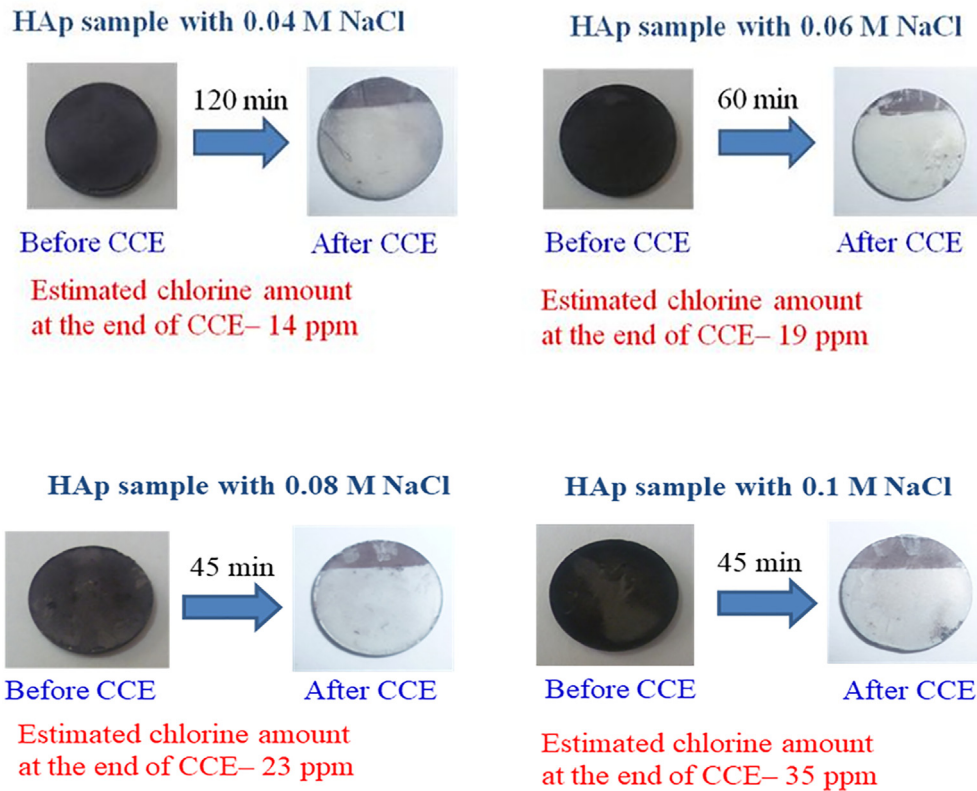 HAp sample with 0.04 M NaCl
120 min
Before CCE
After CCE
Estimated chlorine amount
at the end of CCE– 14 ppm
HAp sample with 0.06 M NaCl
60 min
Before CCE
After CCE
Estimated chlorine amount
at the end of CCE– 19 ppm
HAp sample with 0.08 M NaCl
45 min
Before CCE
After CCE
Estimated chlorine amount
at the end of CCE– 23 ppm
HAp sample with 0.1 M NaCl
45 min
Before CCE
After CCE
Estimated chlorine amount
at the end of CCE– 35 ppm